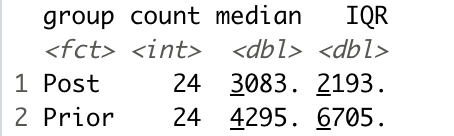 group count median IQR
<fct> <int> <dbl> <dbl>
1 Post 24 3083. 2193.
2 Prior 24 4295. 6705.